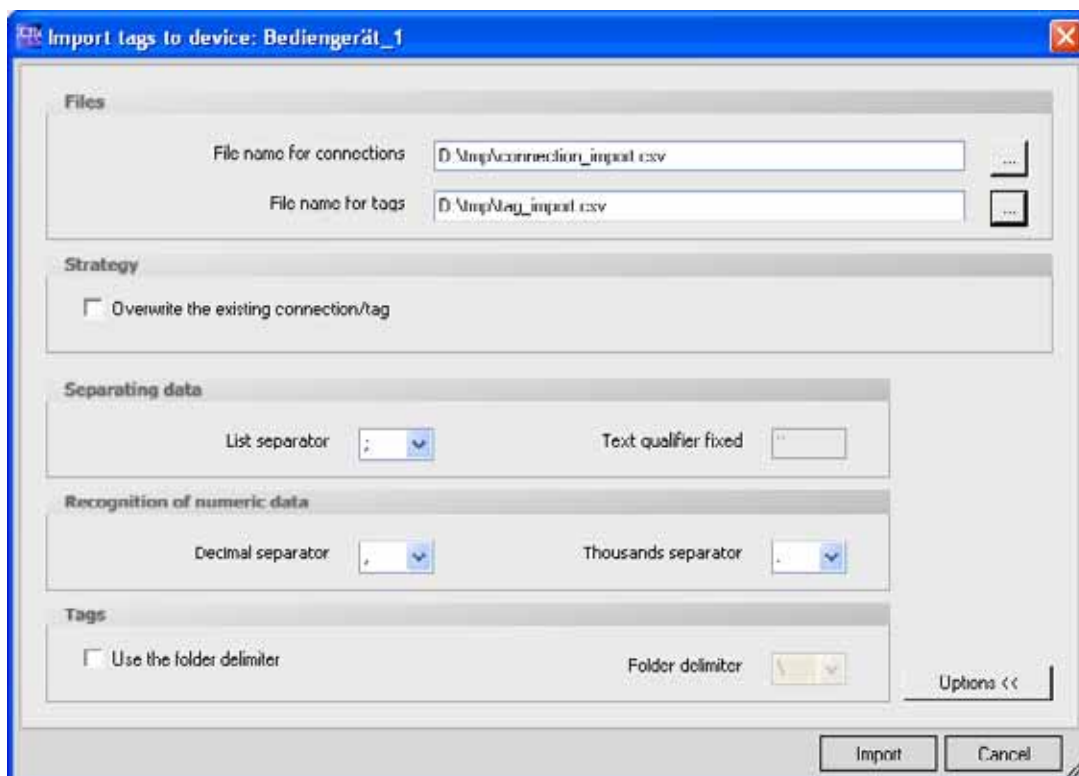 Import tags to device: Bediengerät_1
Files
File name for connections D:\tmp\connection_import.csv ...
File name for tags D:\tmp\tag_import.csv ...
Strategy
Overwrite the existing connection/tag
Separating data
List separator ; Text qualifier fixed "
Recognition of numeric data
Decimal separator , Thousands separator .
Tags
Use the folder delimiter Folder delimiter \
Options <<
Import Cancel